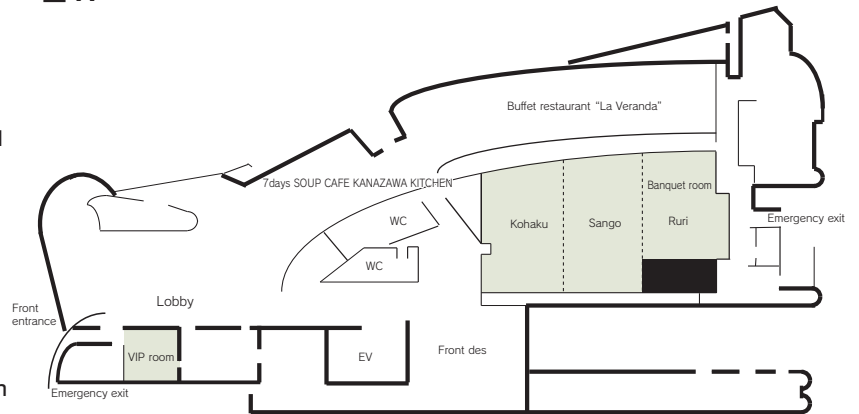 Buffet restaurant “La Veranda”
7days SOUP CAFE KANAZAWA KITCHEN
Banquet room
Kohaku
Sango
Ruri
WC
WC
Emergency exit
Lobby
Front
entrance
VIP room
EV
Front des
Emergency exit